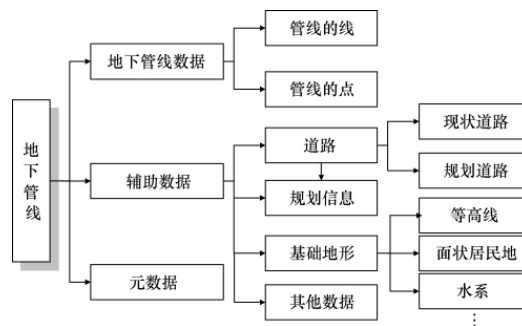 地下管线
地下管线数据
管线的线
管线的点
辅助数据
道路
现状道路
规划道路
规划信息
基础地形
等高线
面状居民地
水系
⋮
其他数据
元数据